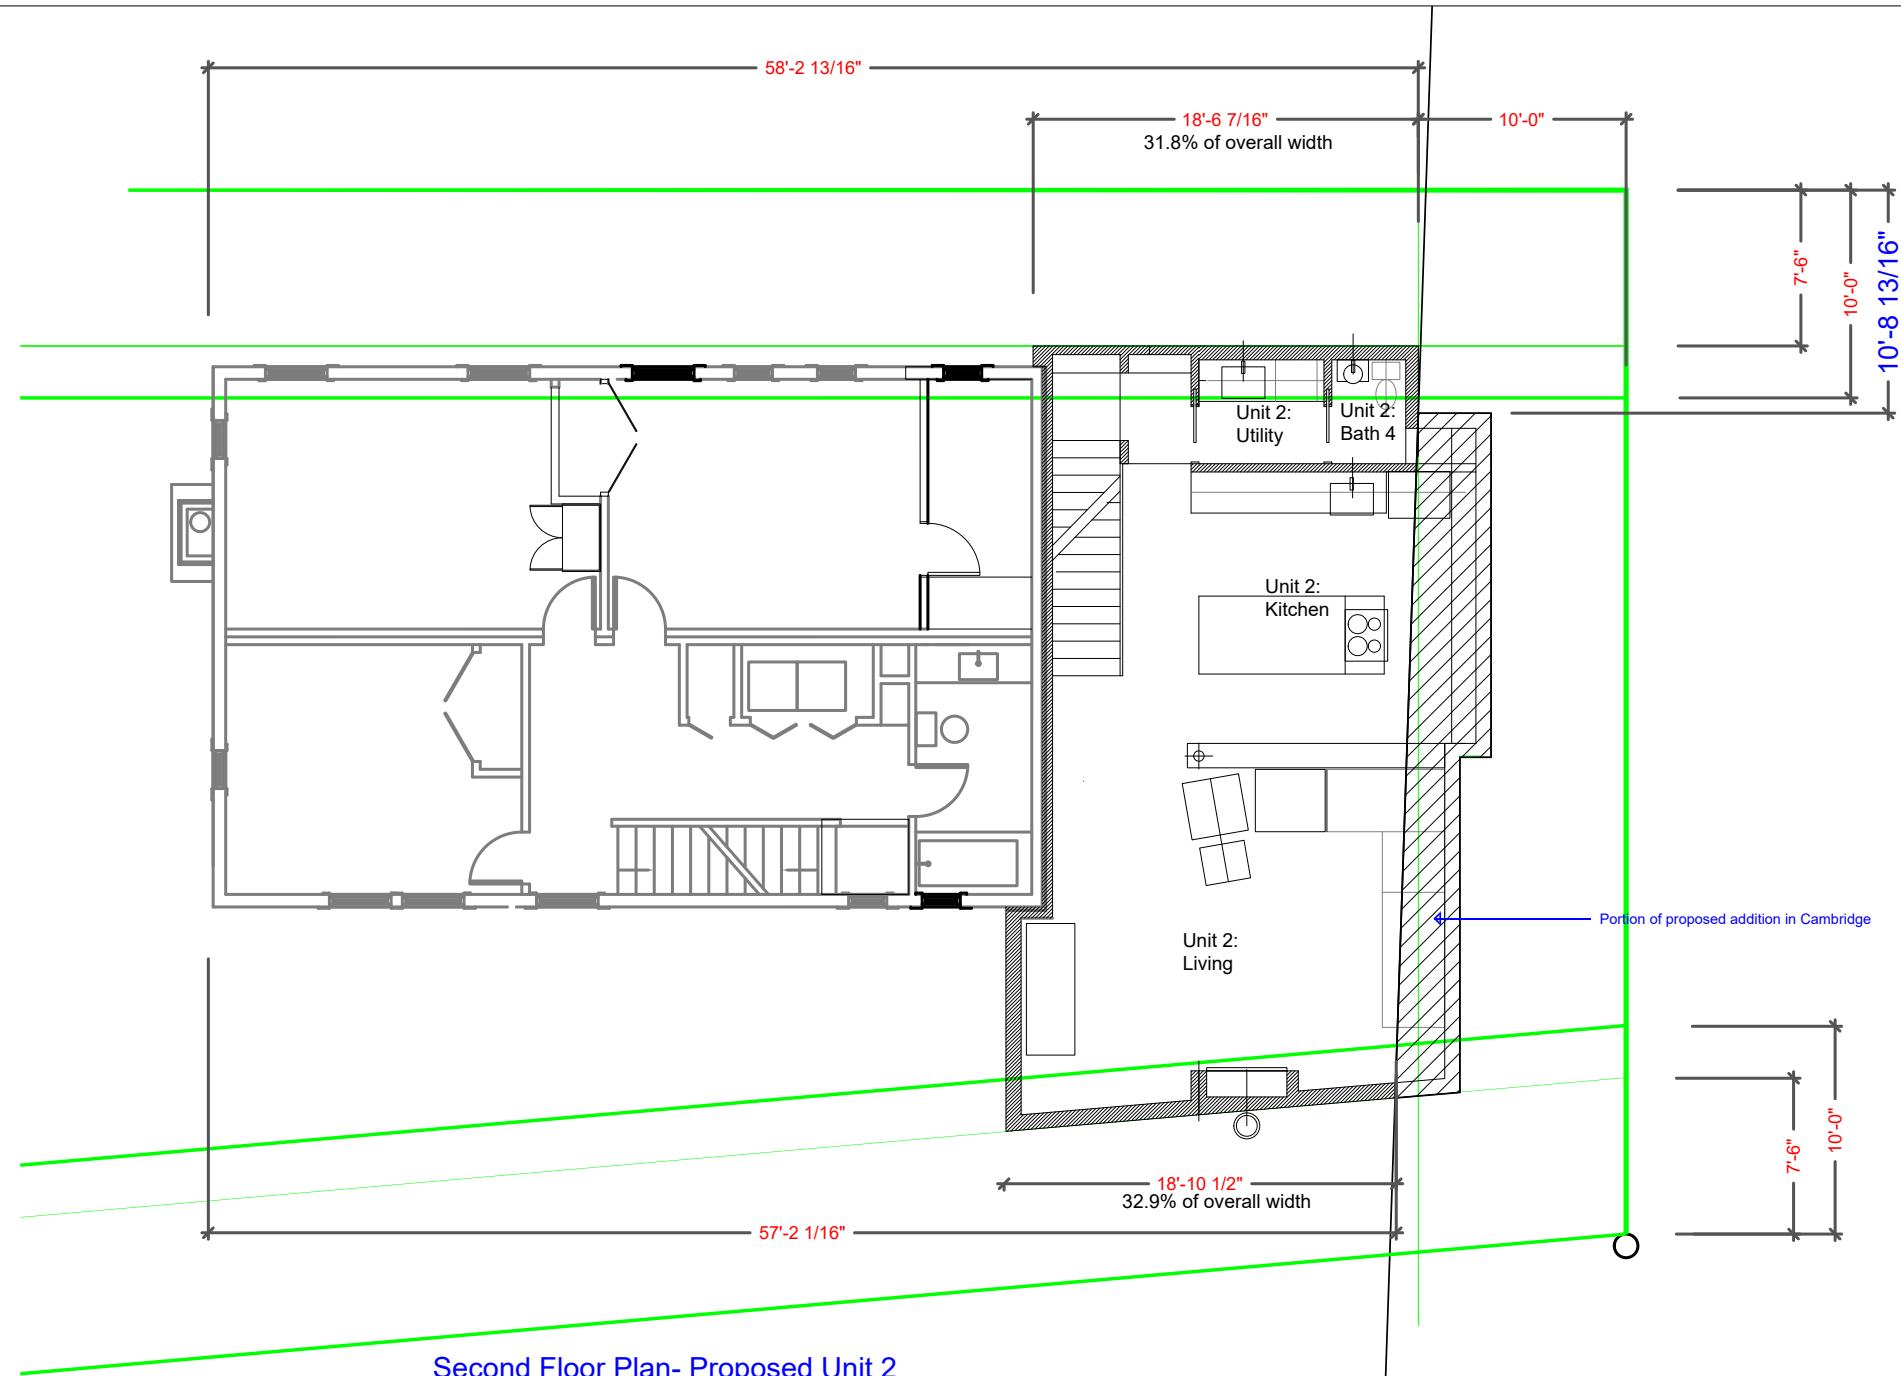 58'-2 13/16"
18'-6 7/16"
10'-0"
31.8% of overall width
7'-6"
10'-0"
10'-8 13/16"
Unit 2:
Utility
Unit 2:
Bath 4
Unit 2:
Kitchen
Portion of proposed addition in Cambridge
Unit 2:
Living
7'-6"
10'-0"
18'-10 1/2"
32.9% of overall width
57'-2 1/16"
Second Floor Plan- Proposed Unit 2